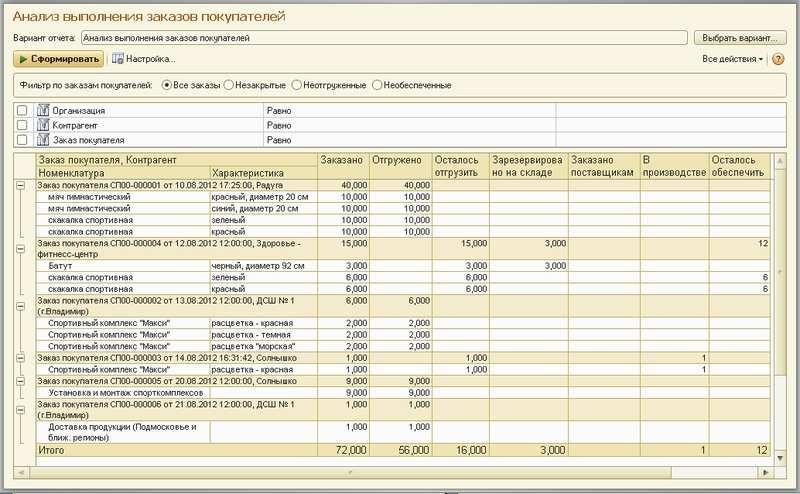 Анализ выполнения заказов покупателей
Вариант отчета: Анализ выполнения заказов покупателей Выбрать вариант...
Сформировать Настройка... Все действия ?
Фильтр по заказам покупателей: Все заказы Незакрытые Неотгруженные Необеспеченные
Организация Равно
Контрагент Равно
Заказ покупателя Равно
Заказ покупателя, Контрагент Заказано Отгружено Осталось отгрузить Зарезервирова но на складе Заказано поставщикам В производстве Осталось обеспечить
Номенклатура Характеристика
Заказ покупателя СП00-000001 от 10.08.2012 17:25:00, Радуга 40,000 40,000
мяч гимнастический красный, диаметр 20 см 10,000 10,000
мяч гимнастический синий, диаметр 20 см 10,000 10,000
скакалка спортивная зеленый 10,000 10,000
скакалка спортивная красный 10,000 10,000
Заказ покупателя СП00-000004 от 12.08.2012 12:00:00, Здоровье - 15,000 15,000 3,000 12
фитнесс-центр
Батут черный, диаметр 92 см 3,000 3,000 3,000
скакалка спортивная зеленый 6,000 6,000 6
скакалка спортивная красный 6,000 6,000 6
Заказ покупателя СП00-000002 от 13.08.2012 12:00:00, ДСШ № 1 6,000 6,000
(г.Владимир)
Спортивный комплекс "Макси" расцветка - красная 2,000 2,000
Спортивный комплекс "Макси" расцветка - темная 2,000 2,000
Спортивный комплекс "Макси" расцветка "морская" 2,000 2,000
Заказ покупателя СП00-000003 от 14.08.2012 16:31:42, Солнышко 1,000 1,000 1
Спортивный комплекс "Макси" расцветка - красная 1,000 1,000 1
Заказ покупателя СП00-000005 от 20.08.2012 12:00:00, Солнышко 9,000 9,000
Установка и монтаж спорткомплексов 9,000 9,000
Заказ покупателя СП00-000006 от 21.08.2012 12:00:00, ДСШ № 1 1,000 1,000
(г.Владимир)
Доставка продукции (Подмосковье и 1,000 1,000
ближ. регионы)
Итого 72,000 56,000 16,000 3,000 1 12